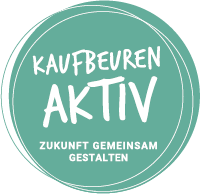 KAUFBEUREN
AKTIV
ZUKUNFT GEMEINSAM
GESTALTEN